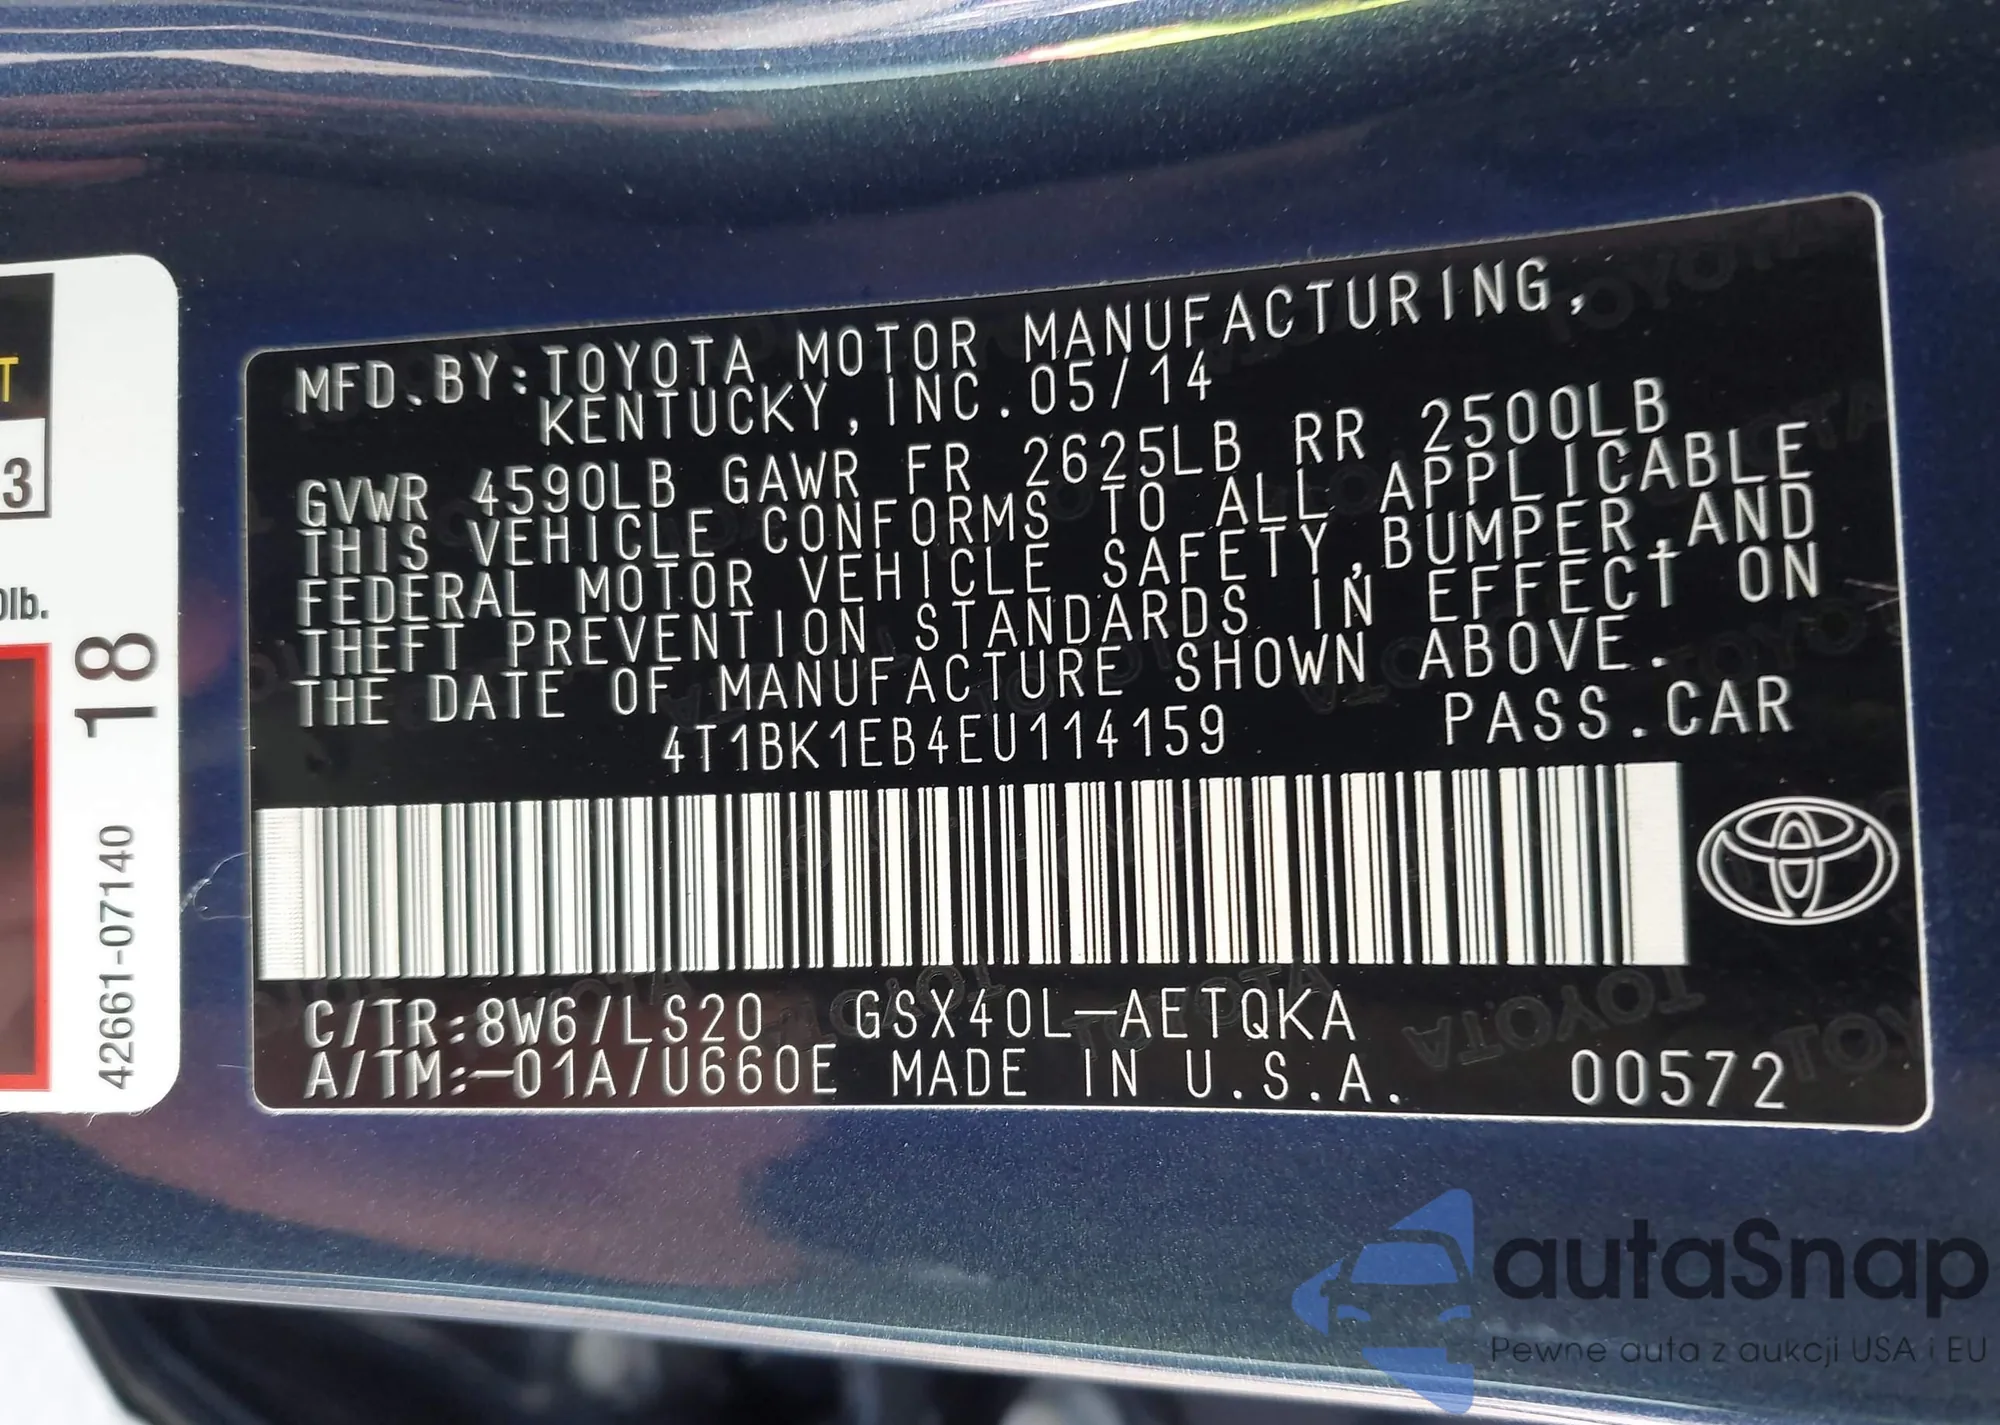 MFD.BY:TOYOTA MOTOR MANUFACTURING,
KENTUCKY,INC.05/14
GVWR 4590LB GAWR FR 2625LB RR 2500LB
THIS VEHICLE CONFORMS TO ALL APPLICABLE
FEDERAL MOTOR VEHICLE SAFETY,BUMPER,AND
THEFT PREVENTION STANDARDS IN EFFECT ON
THE DATE OF MANUFACTURE SHOWN ABOVE.
4T1BK1EB4EU114159 PASS.CAR
C/TR:8W6/LS20 GSX40L-AETQKA
A/TM:-01A/U660E MADE IN U.S.A. 00572
T
3
0lb.
18
42661-07140
autaSnap
Pewne auta z aukcji USA i EU